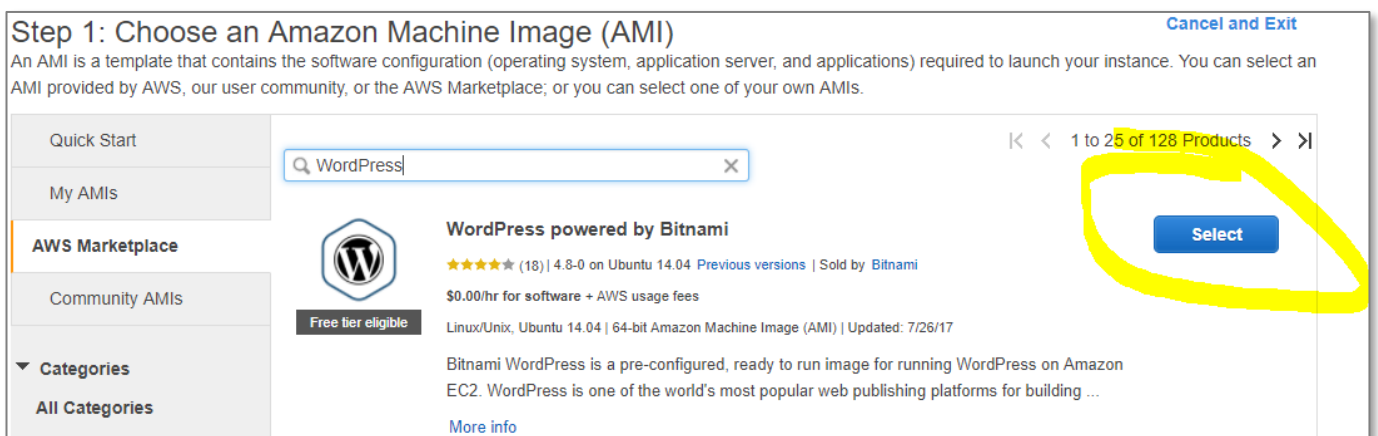 Step 1: Choose an Amazon Machine Image (AMI)
Cancel and Exit
An AMI is a template that contains the software configuration (operating system, application server, and applications) required to launch your instance. You can select an
AMI provided by AWS, our user community, or the AWS Marketplace; or you can select one of your own AMIs.
Quick Start
My AMIs
AWS Marketplace
Community AMIs
Categories
All Categories
1 to 25 of 128 Products
WordPress
WordPress powered by Bitnami
Select
(18) | 4.8-0 on Ubuntu 14.04 Previous versions | Sold by Bitnami
$0.00/hr for software + AWS usage fees
Free tier eligible
Linux/Unix, Ubuntu 14.04 | 64-bit Amazon Machine Image (AMI) | Updated: 7/26/17
Bitnami WordPress is a pre-configured, ready to run image for running WordPress on Amazon
EC2. WordPress is one of the world's most popular web publishing platforms for building ...
More info